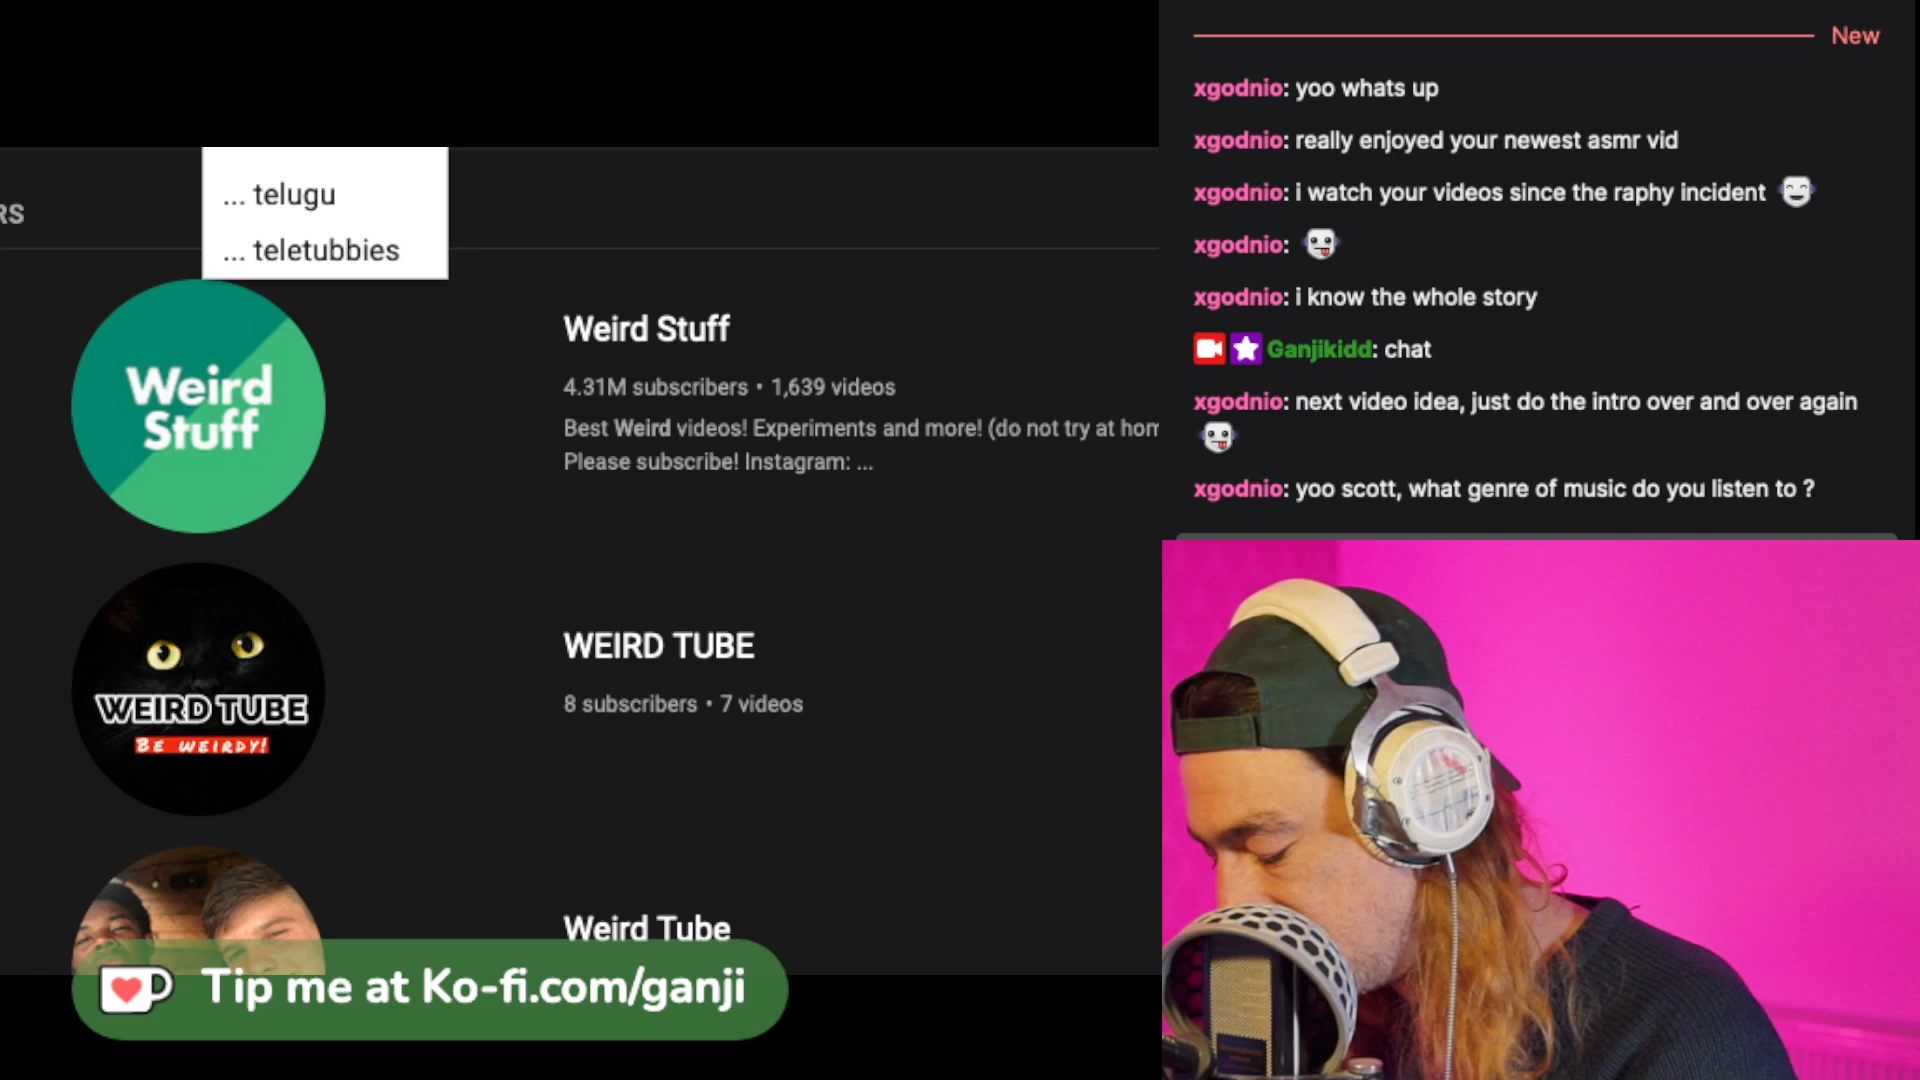 RS
... telugu
... teletubbies
Weird
Stuff
Weird Stuff
4.31M subscribers • 1,639 videos
Best Weird videos! Experiments and more! (do not try at hom
Please subscribe! Instagram: ...
WEIRD TUBE
BE WEIRDY!
WEIRD TUBE
8 subscribers • 7 videos
Weird Tube
Tip me at Ko-fi.com/ganji
New
xgodnio: yoo whats up
xgodnio: really enjoyed your newest asmr vid
xgodnio: i watch your videos since the raphy incident
xgodnio:
xgodnio: i know the whole story
Ganjikidd: chat
xgodnio: next video idea, just do the intro over and over again
xgodnio: yoo scott, what genre of music do you listen to ?